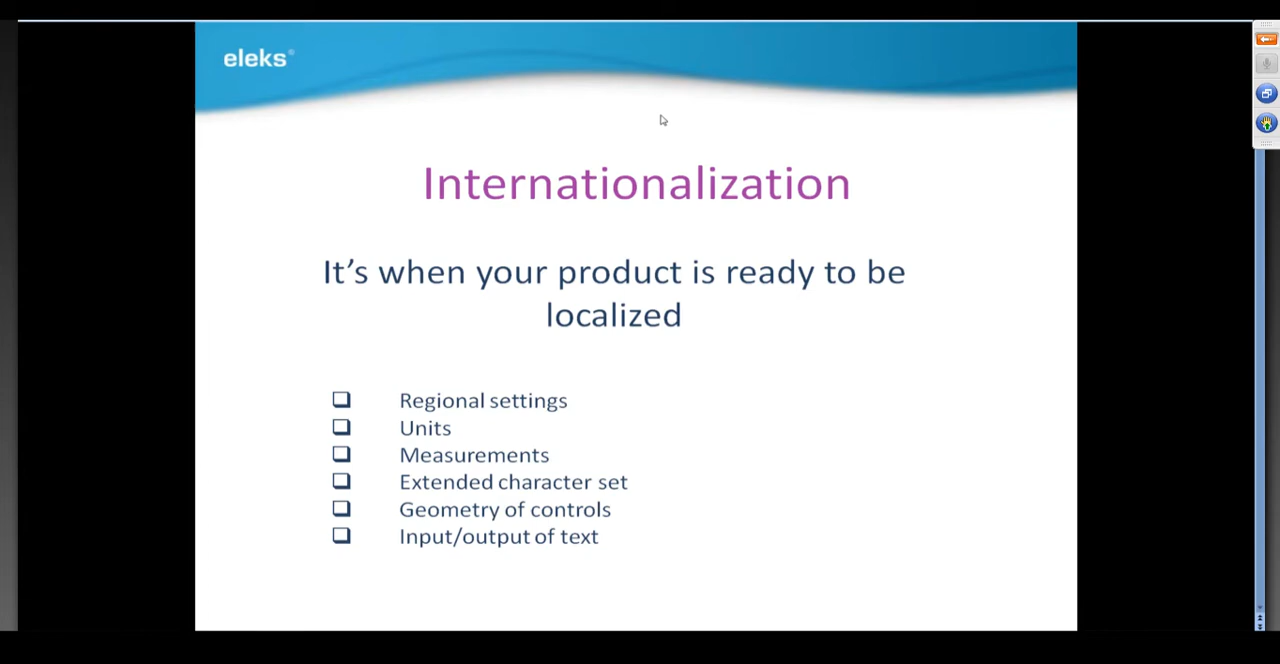 eleks®
Internationalization
It's when your product is ready to be
localized
Regional settings
Units
Measurements
Extended character set
Geometry of controls
Input/output of text